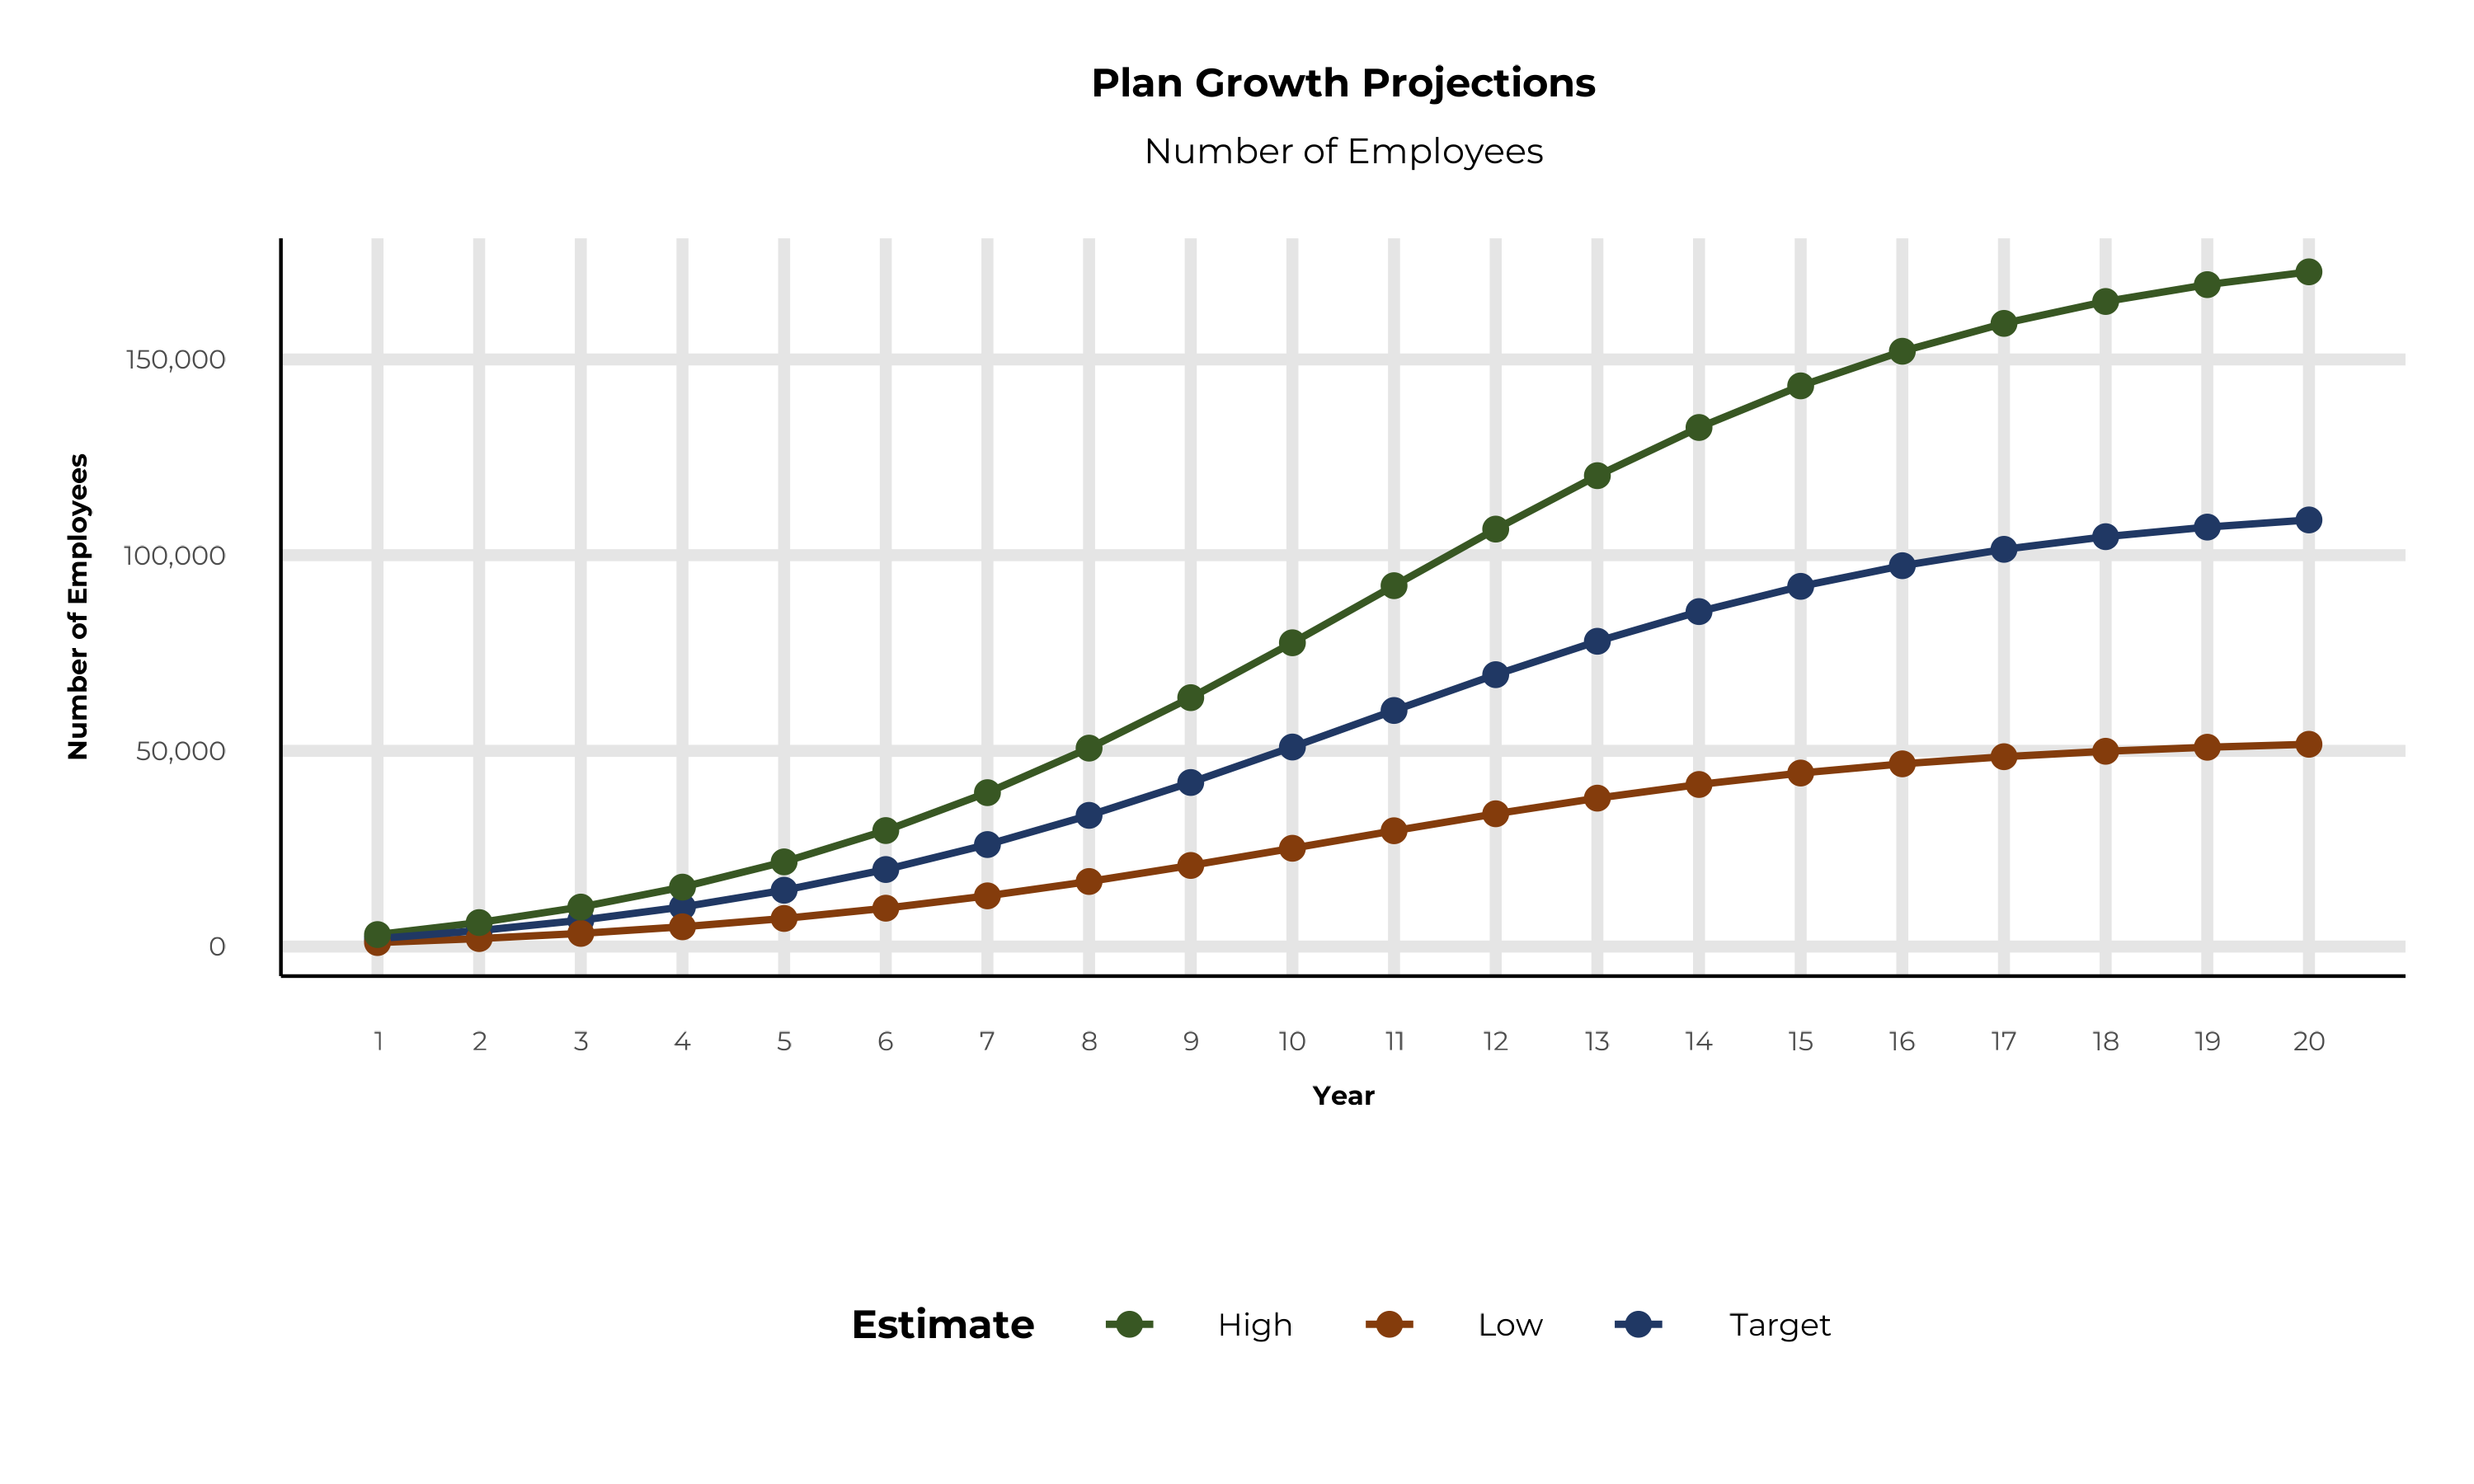 Plan Growth Projections
Number of Employees
Number of Employees
150,000
100,000
50,000
0
1 2 3 4 5 6 7 8 9 10 11 12 13 14 15 16 17 18 19 20
Year
Estimate High Low Target